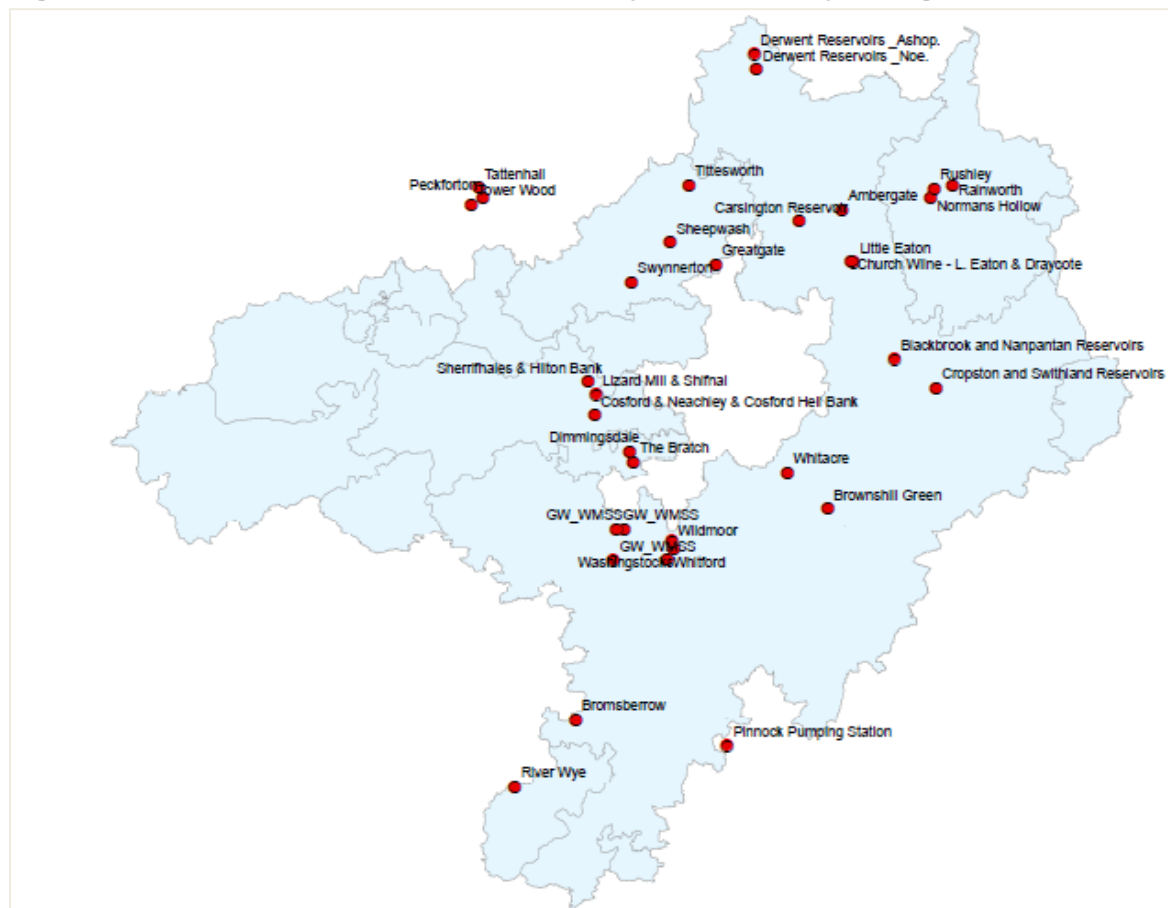 Derwent Reservoirs _Ashop.
Derwent Reservoirs _Noe.
Tattenhall
Peckforton
ower Wood
Tittesworth
Rushley
Rainworth
Ambergate
Normans Hollow
Carsington Reservoir
Sheepwash
Greatgate
Little Eaton
Church Wilne - L. Eaton & Draycote
Swynnerton
Blackbrook and Nanpantan Reservoirs
Sherrifhales & Hilton Bank
Lizard Mill & Shifnal
Cropston and Swithland Reservoirs
Cosford & Neachley & Cosford Hell Bank
Dimmingsdale
The Bratch
Whitacre
Brownshill Green
GW_WMSS GW_WMSS
Wildmoor
GW_WMSS
Whitford
Bromsberrow
Pinnock Pumping Station
River Wye